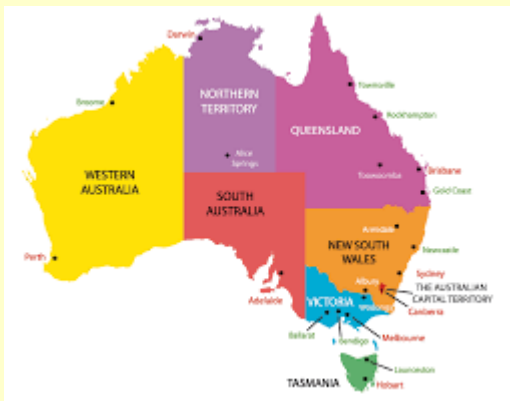 Darwin
Broome
NORTHERN
TERRITORY
Alice
Springs
Townsville
Rockhampton
QUEENSLAND
Toowoomba
Brisbane
Gold Coast
WESTERN
AUSTRALIA
SOUTH
AUSTRALIA
Perth
Adelaide
Armidale
NEW SOUTH
WALES
Newcastle
Sydney
Albury
THE AUSTRALIAN
CAPITAL TERRITORY
Canberra
VICTORIA
Wodonga
Ballarat
Bendigo
Melbourne
TASMANIA
Hobart